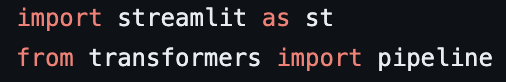 import streamlit as st
from transformers import pipeline